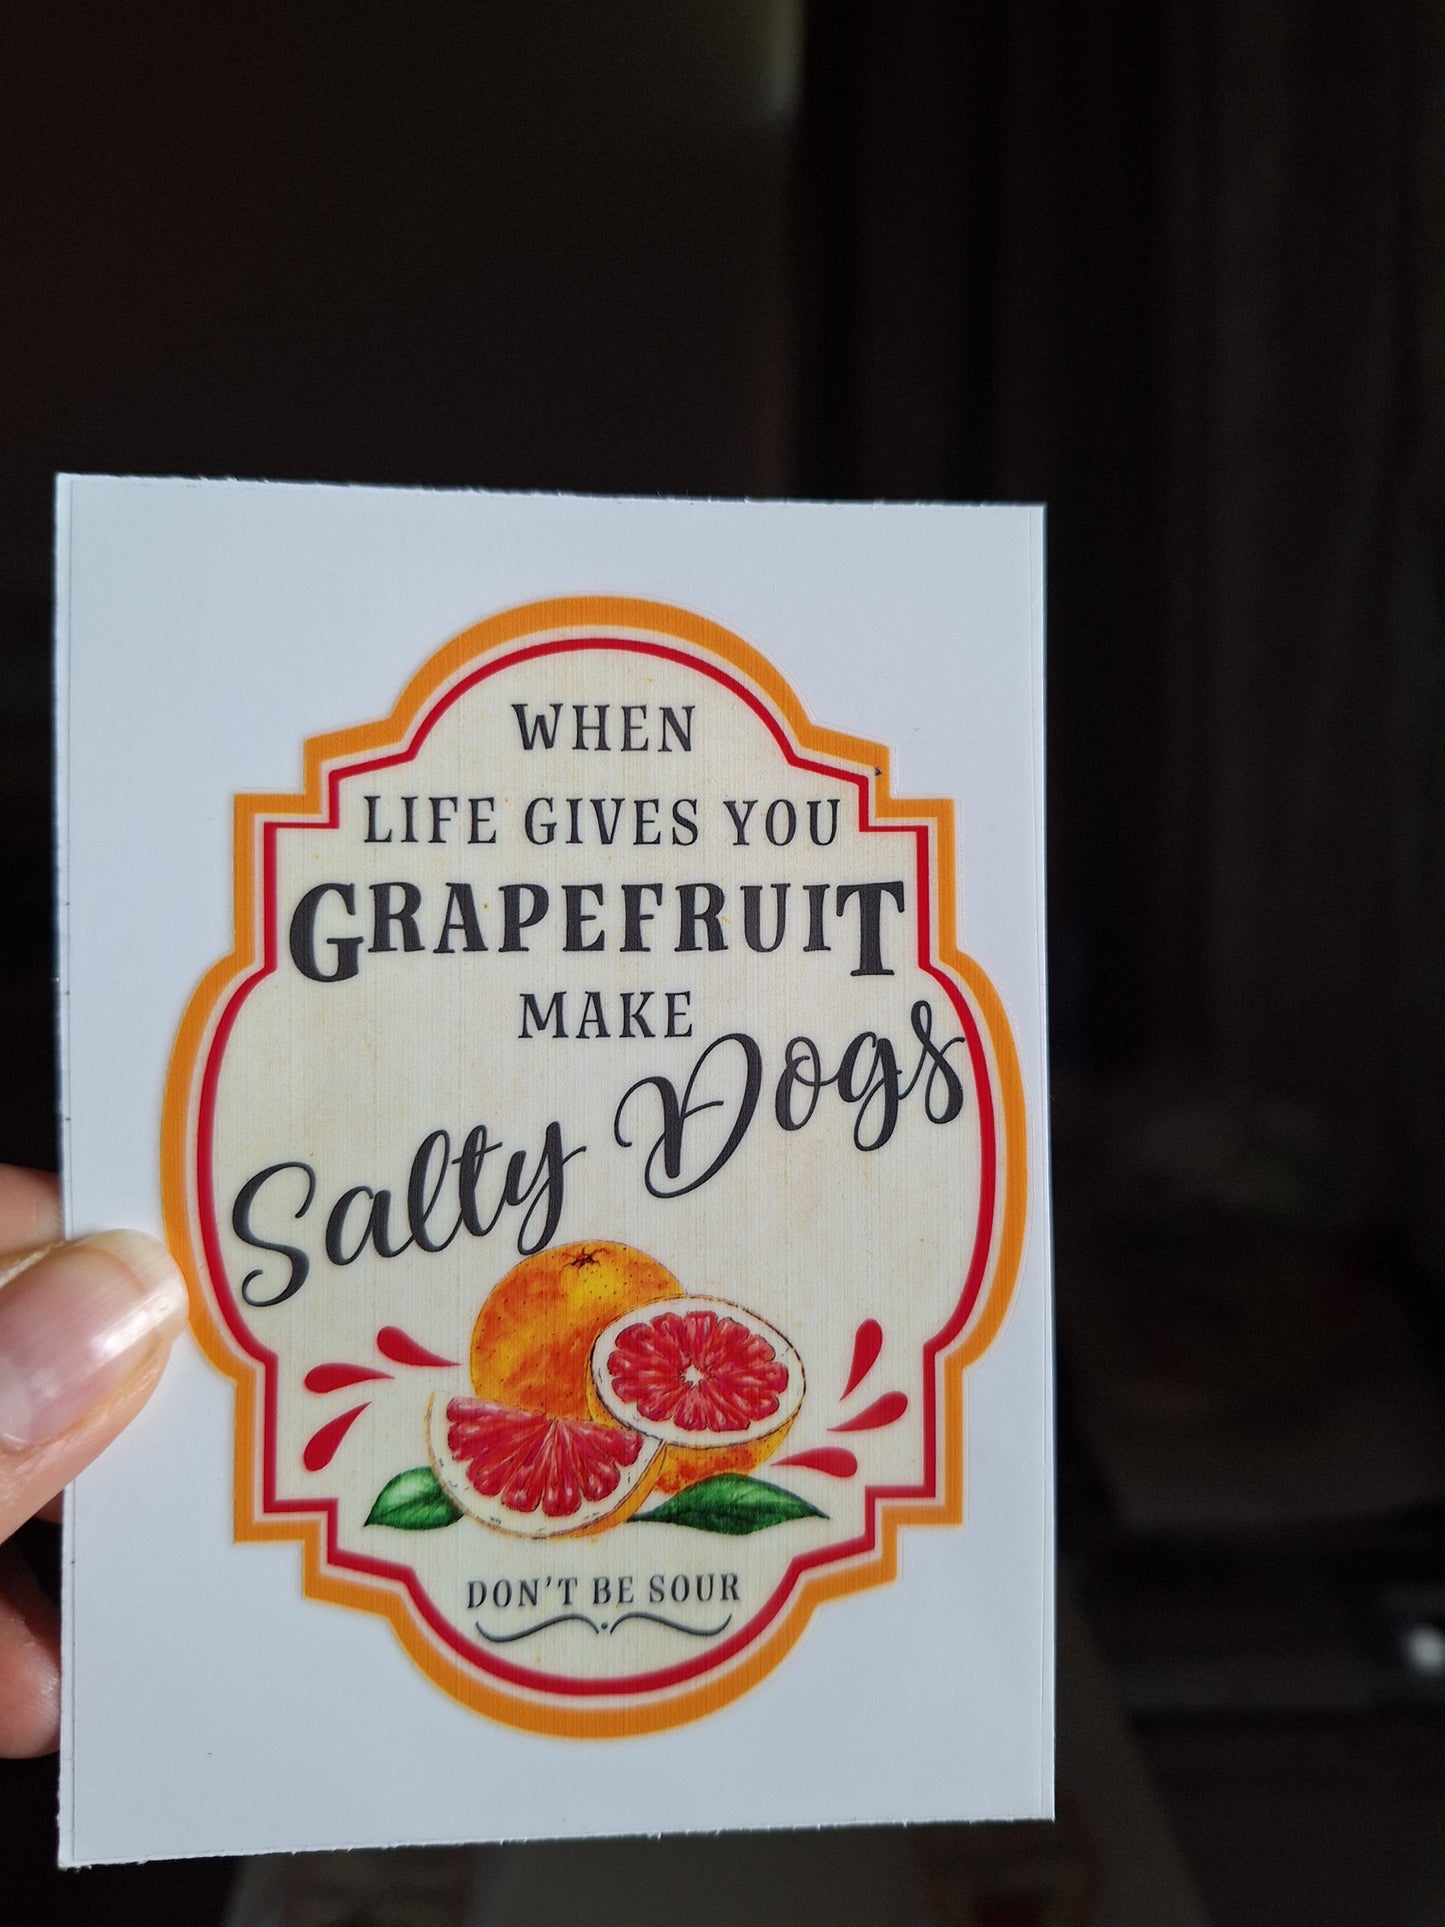 WHEN
LIFE GIVES YOU
GRAPEFRUIT
MAKE
Salty Dogs
DON'T BE SOUR